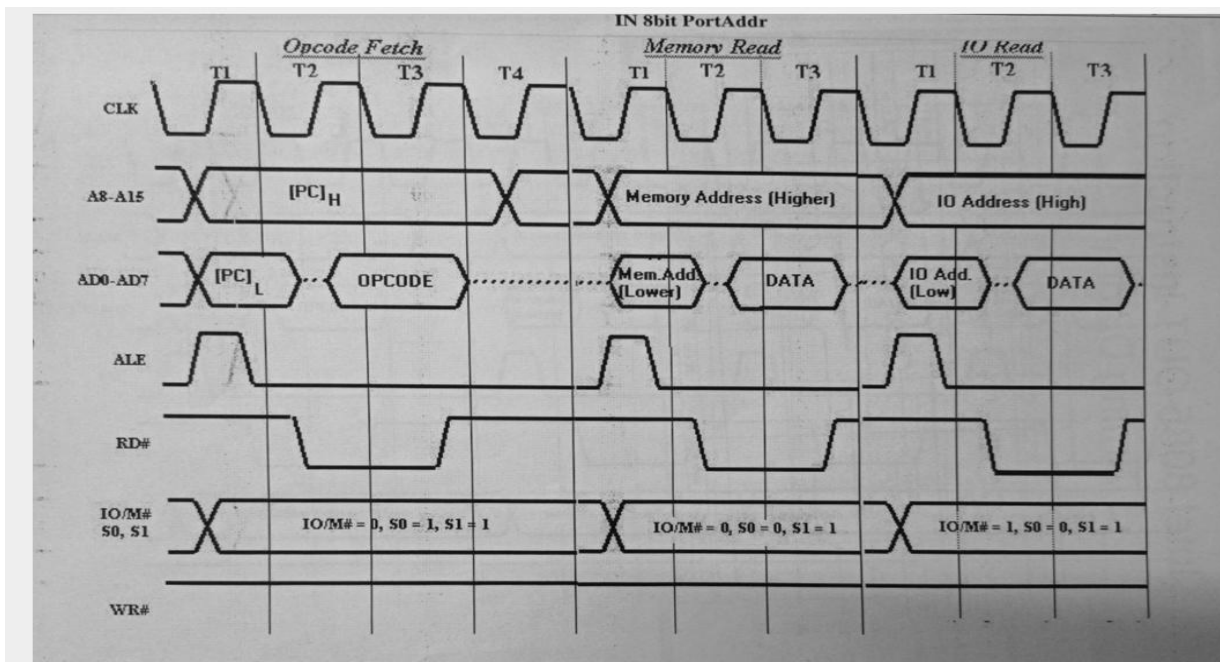 IN 8bit PortAddr
Opcode Fetch Memory Read IO Read
T1 T2 T3 T4 T1 T2 T3 T1 T2 T3
CLK
A8-A15 [PC]H Memory Address (Higher) IO Address (High)
AD0-AD7 [PC]L OPCODE Mem.Add. (Lower) DATA IO Add. (Low) DATA
ALE
RD#
IO/M#
S0, S1 IO/M# = 0, S0 = 1, S1 = 1 IO/M# = 0, S0 = 0, S1 = 1 IO/M# = 1, S0 = 0, S1 = 1
WR#